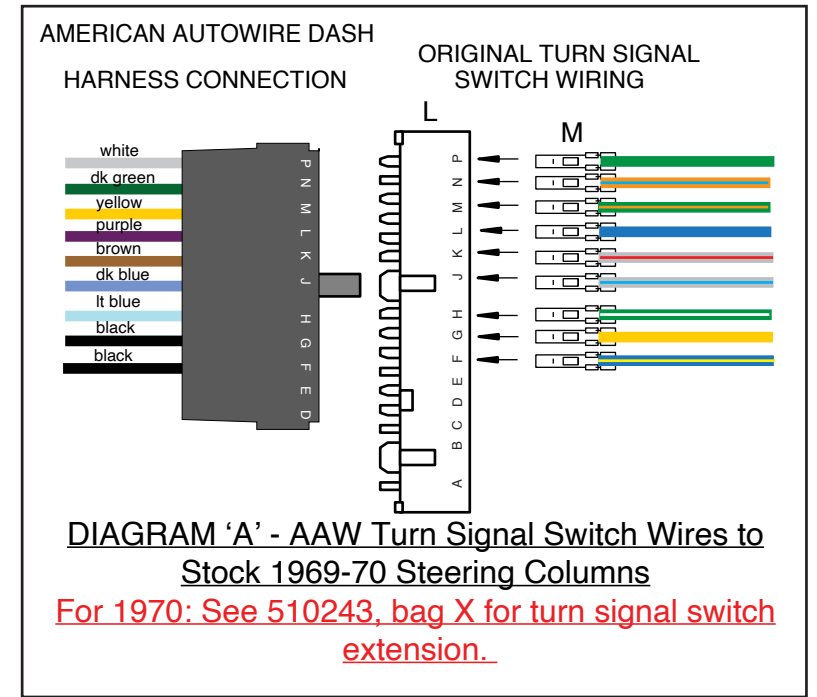 AMERICAN AUTOWIRE DASH
HARNESS CONNECTION
ORIGINAL TURN SIGNAL
SWITCH WIRING
L
M
white
dk green
yellow
purple
brown
dk blue
lt blue
black
black
P
N
M
L
K
J
H
G
F
E
D
P
N
M
L
K
J
H
G
F
E
D
C
B
A
DIAGRAM ‘A’ - AAW Turn Signal Switch Wires to
Stock 1969-70 Steering Columns
For 1970: See 510243, bag X for turn signal switch
extension.